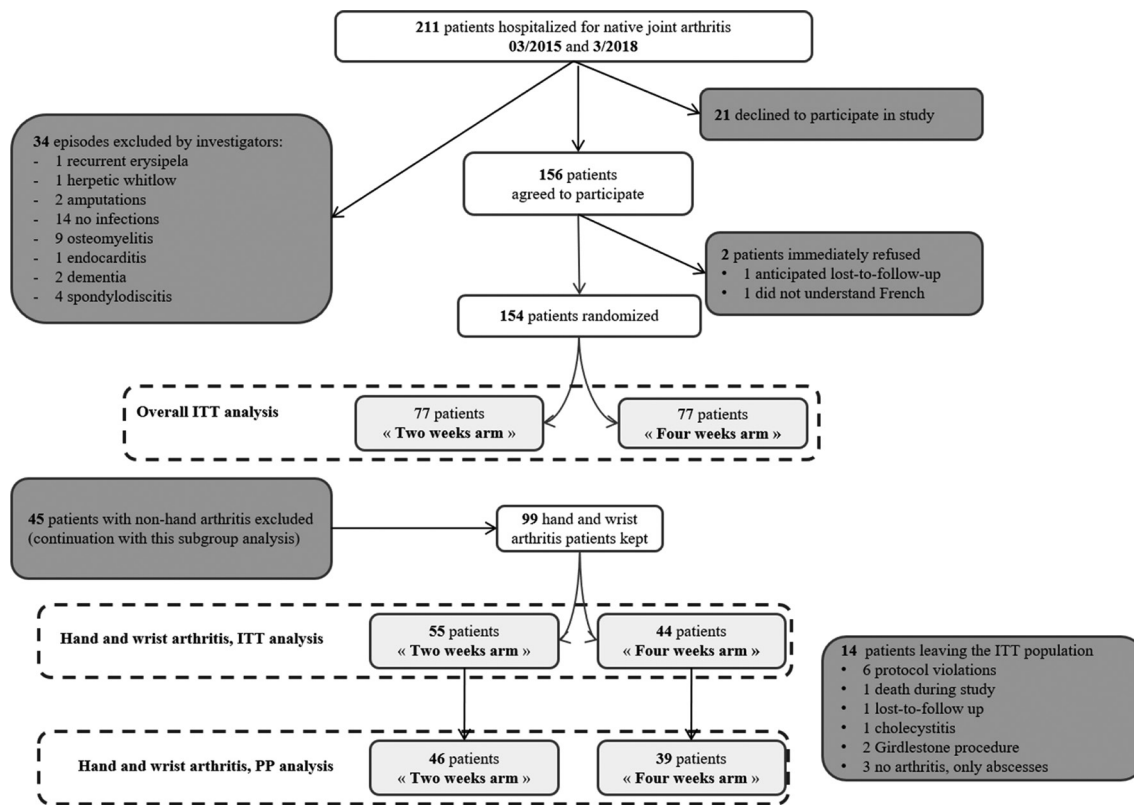 211 patients hospitalized for native joint arthritis
03/2015 and 3/2018
21 declined to participate in study
34 episodes excluded by investigators:
- 1 recurrent erysipela
- 1 herpetic whitlow
- 2 amputations
- 14 no infections
- 9 osteomyelitis
- 1 endocarditis
- 2 dementia
- 4 spondylodiscitis
156 patients
agreed to participate
2 patients immediately refused
• 1 anticipated lost-to-follow-up
• 1 did not understand French
154 patients randomized
Overall ITT analysis
77 patients
« Two weeks arm »
77 patients
« Four weeks arm »
45 patients with non-hand arthritis excluded
(continuation with this subgroup analysis)
99 hand and wrist
arthritis patients kept
Hand and wrist arthritis, ITT analysis
55 patients
« Two weeks arm »
44 patients
« Four weeks arm »
14 patients leaving the ITT population
• 6 protocol violations
• 1 death during study
• 1 lost-to-follow up
• 1 cholecystitis
• 2 Girdlestone procedure
• 3 no arthritis, only abscesses
Hand and wrist arthritis, PP analysis
46 patients
« Two weeks arm »
39 patients
« Four weeks arm »